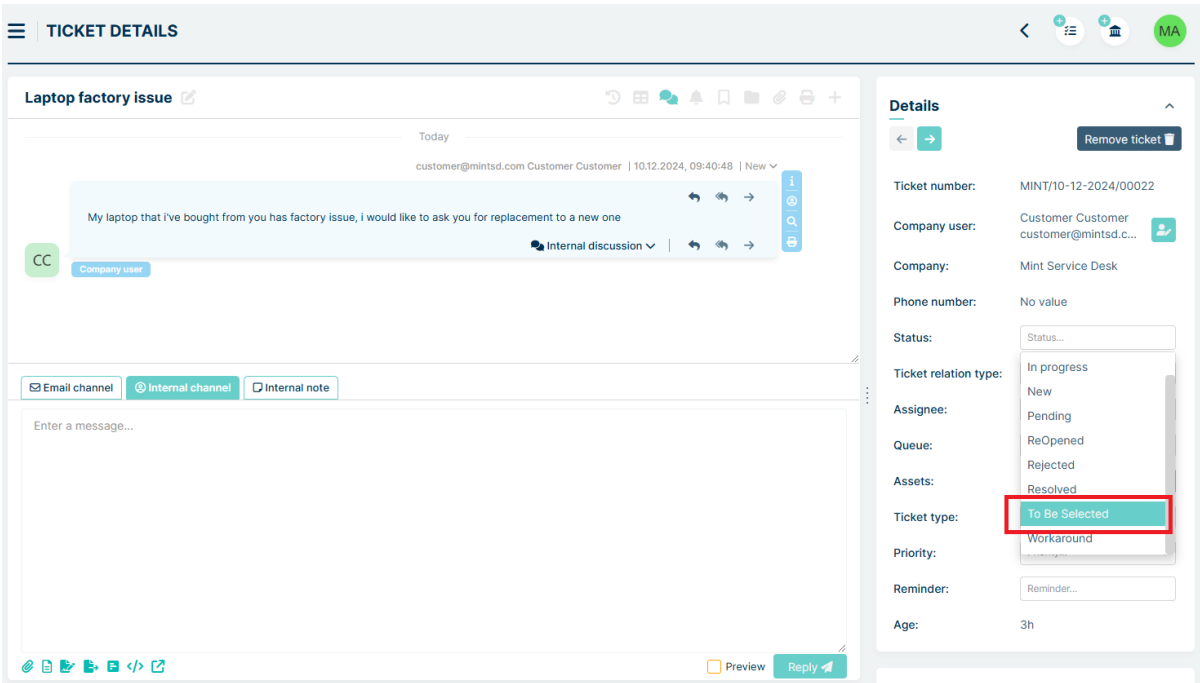 TICKET DETAILS
MA
Laptop factory issue
Today
customer@mintsd.com Customer Customer | 10.12.2024, 09:40:48 | New
My laptop that i've bought from you has factory issue, i would like to ask you for replacement to a new one
Internal discussion
CC
Company user
Email channel
Internal channel
Internal note
Enter a message...
Preview
Reply
Details
Remove ticket
Ticket number: MINT/10-12-2024/00022
Company user: Customer Customer
customer@mintsd.c...
Company: Mint Service Desk
Phone number: No value
Status: Status...
In progress
Ticket relation type:
New
Assignee:
Pending
Queue:
ReOpened
Rejected
Assets:
Resolved
Ticket type:
To Be Selected
Workaround
Priority:
Reminder: Reminder...
Age: 3h